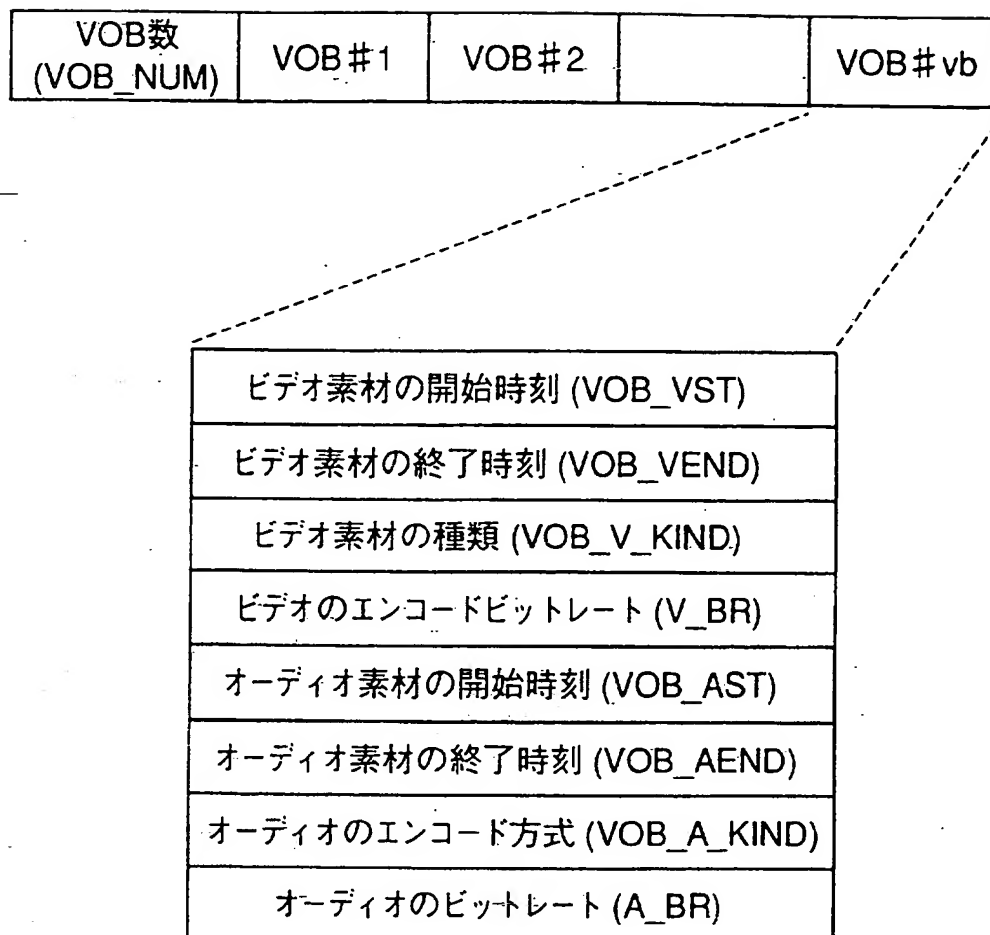 VOB数
(VOB_NUM)
VOB#1
VOB#2
VOB#vb
ビデオ素材の開始時刻 (VOB_VST)
ビデオ素材の終了時刻 (VOB_VEND)
ビデオ素材の種類 (VOB_V_KIND)
ビデオのエンコードビットレート (V_BR)
オーディオ素材の開始時刻 (VOB_AST)
オーディオ素材の終了時刻 (VOB_AEND)
オーディオのエンコード方式 (VOB_A_KIND)
オーディオのビットレート (A_BR)